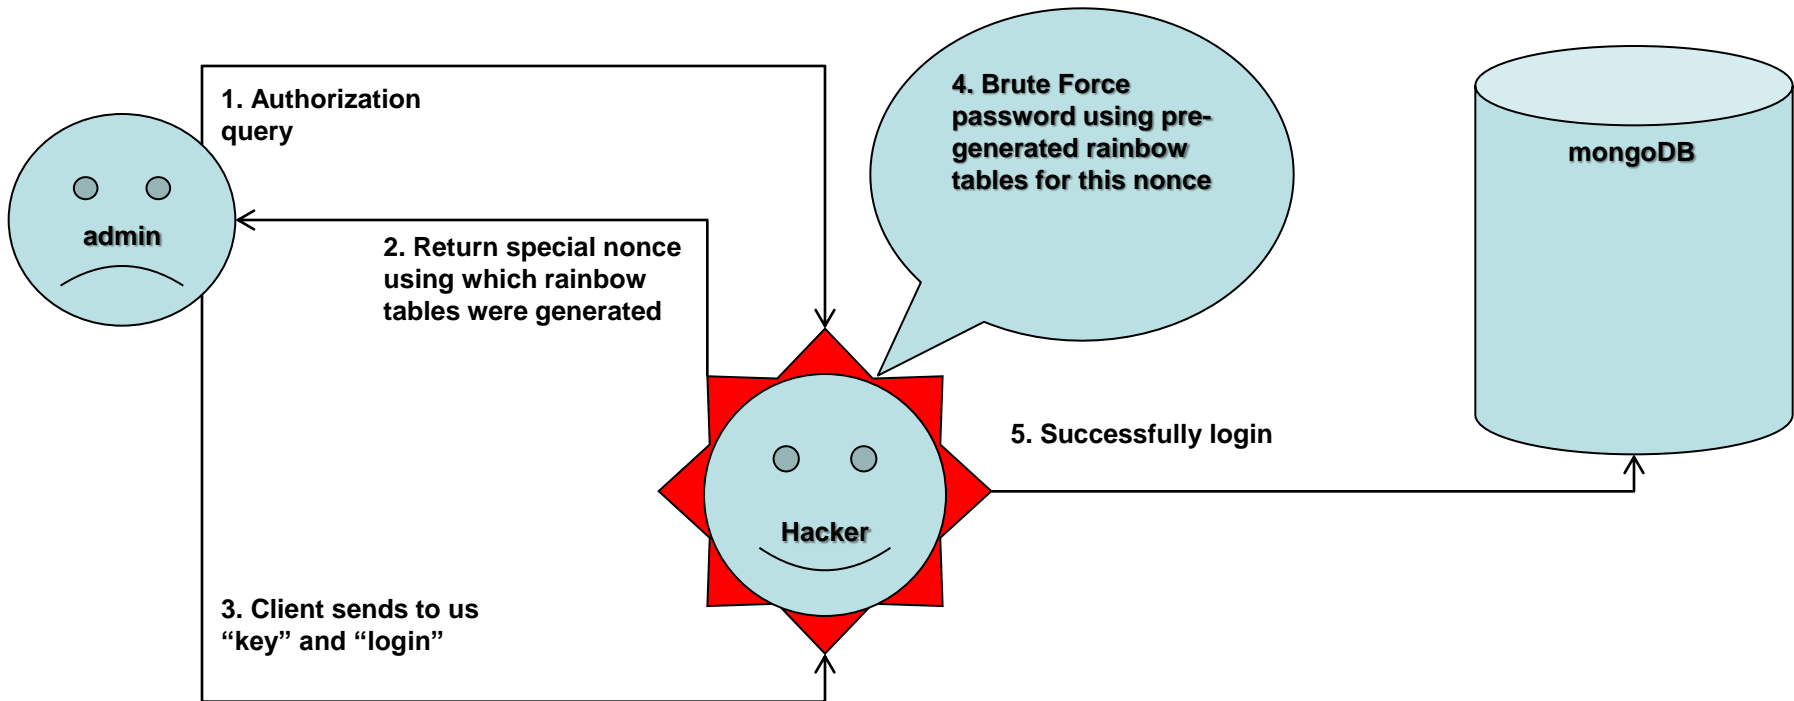 1. Authorization
query
4. Brute Force
password using pre-
generated rainbow
tables for this nonce
mongoDB
admin
2. Return special nonce
using which rainbow
tables were generated
5. Successfully login
Hacker
3. Client sends to us
“key” and “login”